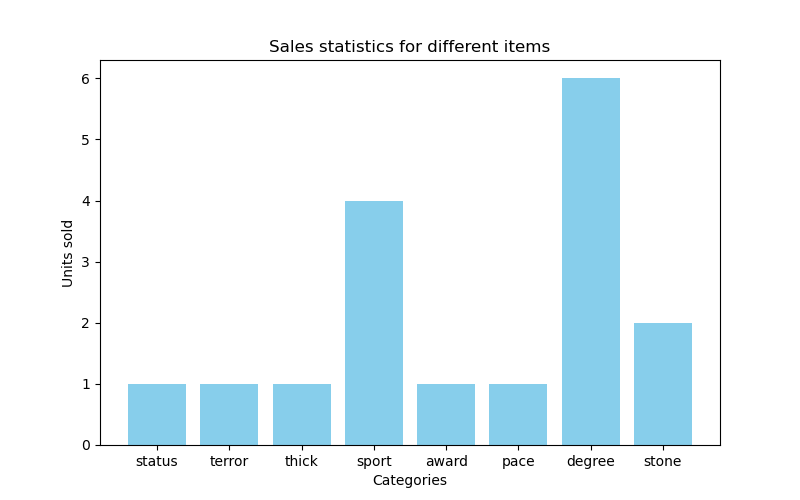 Sales statistics for different items
Units sold
6
5
4
3
2
1
0
status terror thick sport award pace degree stone
Categories